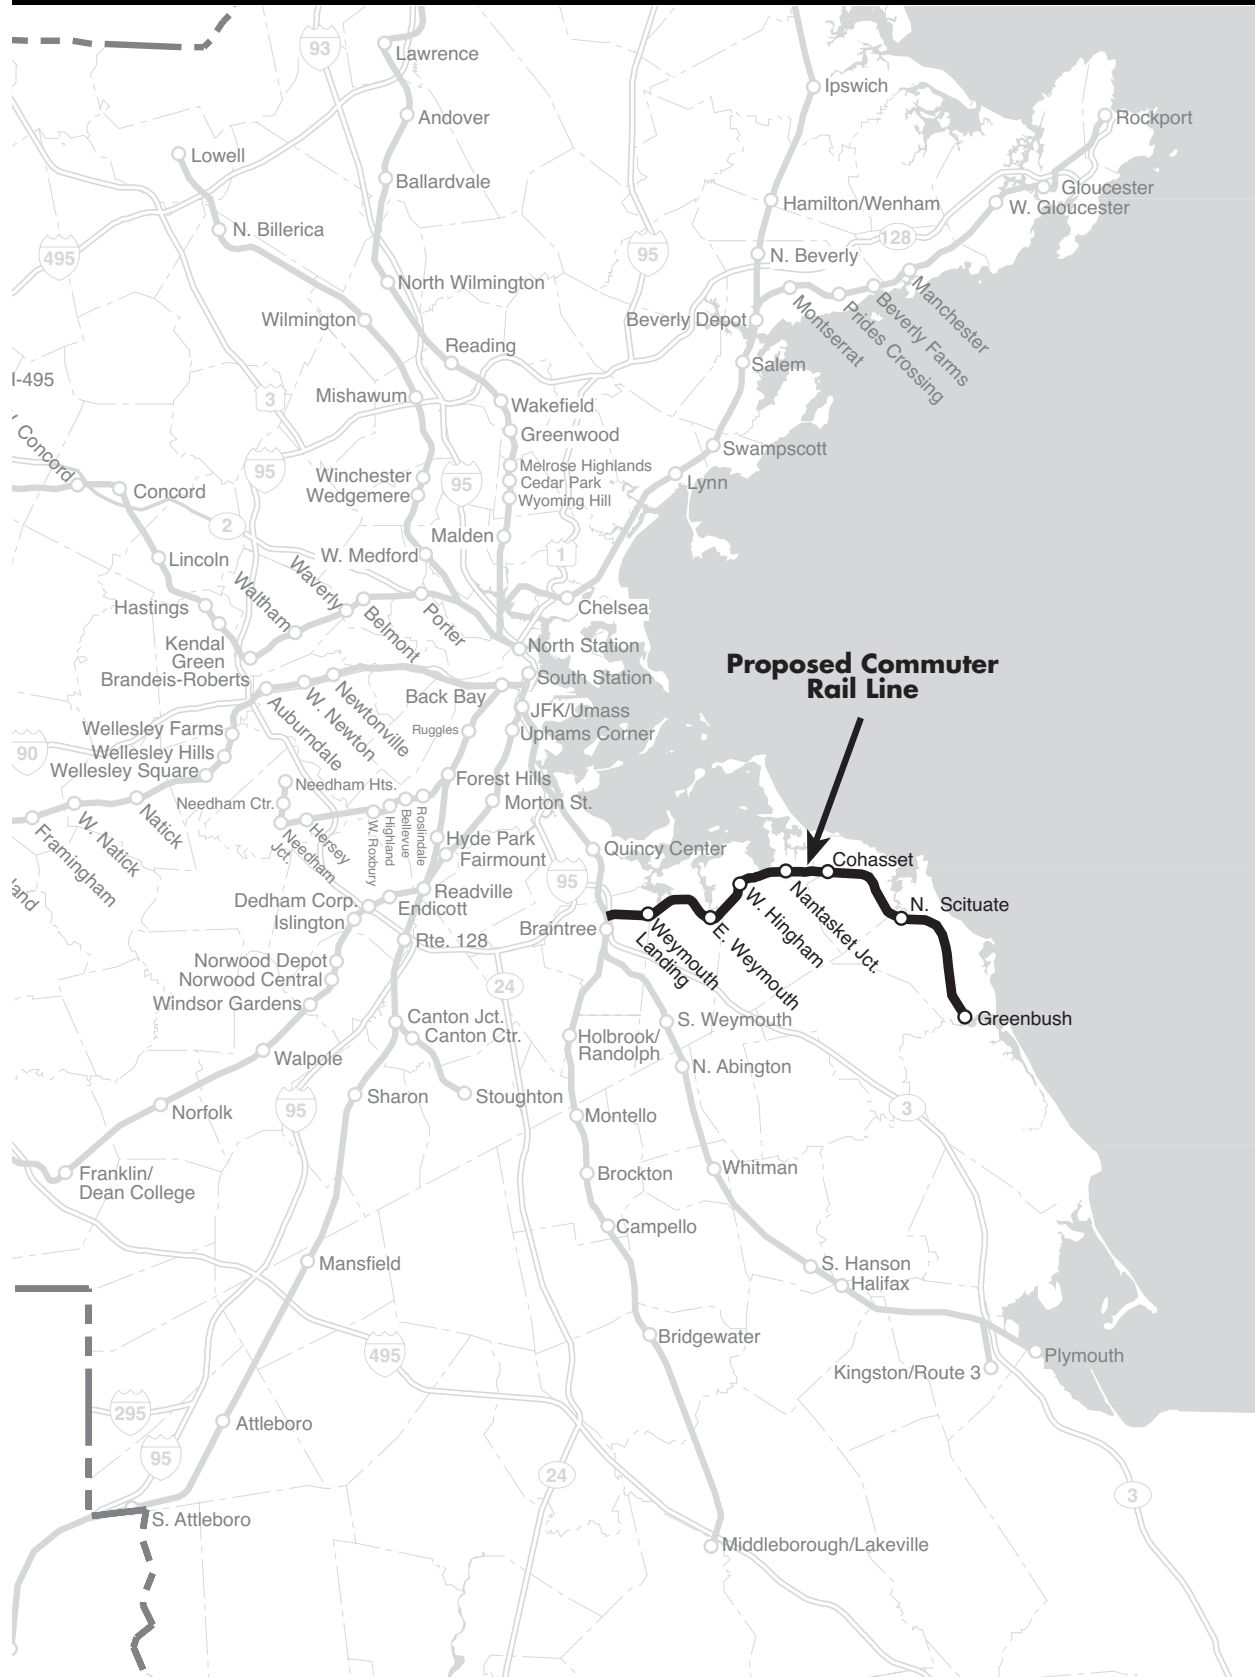 93
Lawrence
Ipswich
Andover
Rockport
Lowell
Ballardvale
Gloucester
Hamilton/Wenham
W. Gloucester
N. Billerica
128
495
95
N. Beverly
North Wilmington
Manchester
Beverly Farms
Prides Crossing
Montserrat
Wilmington
Beverly Depot
Reading
Salem
I-495
3
Mishawum
Wakefield
Greenwood
Concord
Swampscott
95
Winchester
Wedgemere
95
Melrose Highlands
Cedar Park
Wyoming Hill
Lynn
Concord
2
Malden
W. Medford
1
Lincoln
Waverly
Waltham
Belmont
Porter
Hastings
Chelsea
Kendal
Green
North Station
Brandeis-Roberts
South Station
Proposed Commuter
Rail Line
Back Bay
Newtonville
W. Newton
Auburndale
JFK/Umass
Wellesley Farms
Ruggles
Uphams Corner
90
Wellesley Hills
Wellesley Square
Forest Hills
Needham Hts.
Needham Ctr.
Morton St.
Natick
W. Natick
Framingham
Hersey
Needham
Jct.
W. Roxbury
Highland
Bellevue
Roslindale
Hyde Park
Fairmount
Quincy Center
Cohasset
95
land
Readville
Dedham Corp.
Endicott
Islington
N. Scituate
Nantasket Jct.
W. Hingham
E. Weymouth
Weymouth
Landing
Braintree
Rte. 128
Norwood Depot
Norwood Central
24
Windsor Gardens
Canton Jct.
Canton Ctr.
S. Weymouth
Greenbush
Holbrook/
Randolph
Walpole
N. Abington
Sharon
Stoughton
Norfolk
95
3
Montello
Franklin/
Dean College
Whitman
Brockton
Campello
Mansfield
S. Hanson
Halifax
495
Bridgewater
Plymouth
Kingston/Route 3
295
Attleboro
95
24
3
S. Attleboro
Middleborough/Lakeville